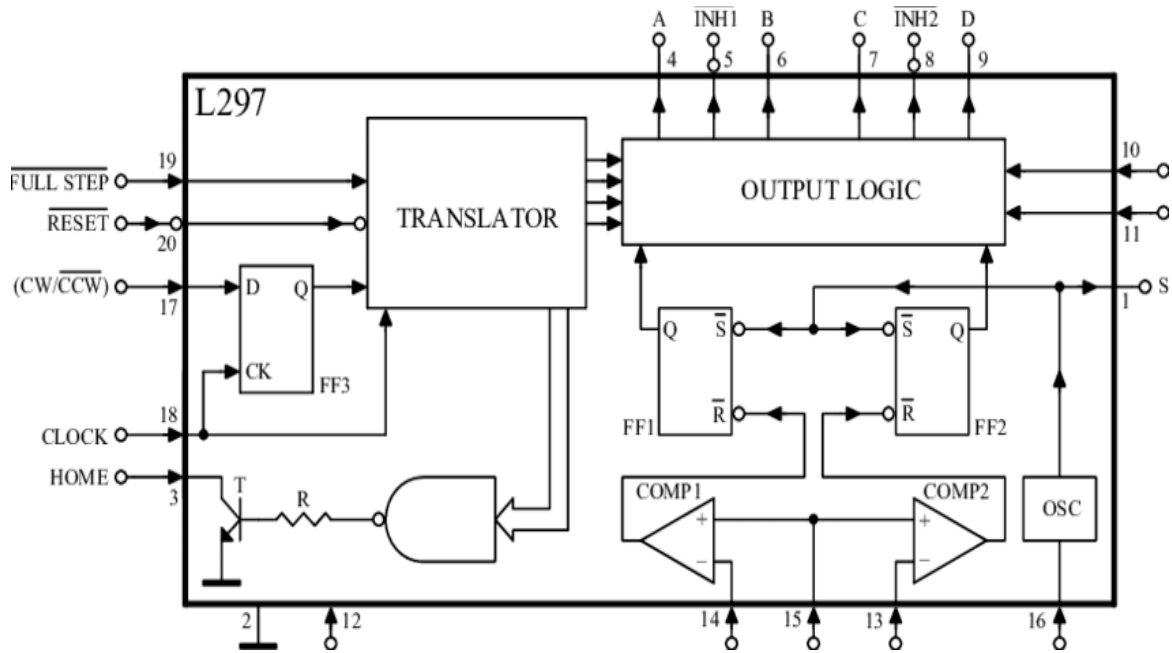 A INH1 B C INH2 D
4 5 6 7 8 9
L297
19 10
FULL STEP
TRANSLATOR OUTPUT LOGIC
RESET
20 11
(CW/CCW) D Q S
17 1
Q S S Q
CK FF3
18 R R
CLOCK FF1 FF2
HOME
3 T R COMP1 COMP2
+ + OSC
− −
2 12 14 15 13 16